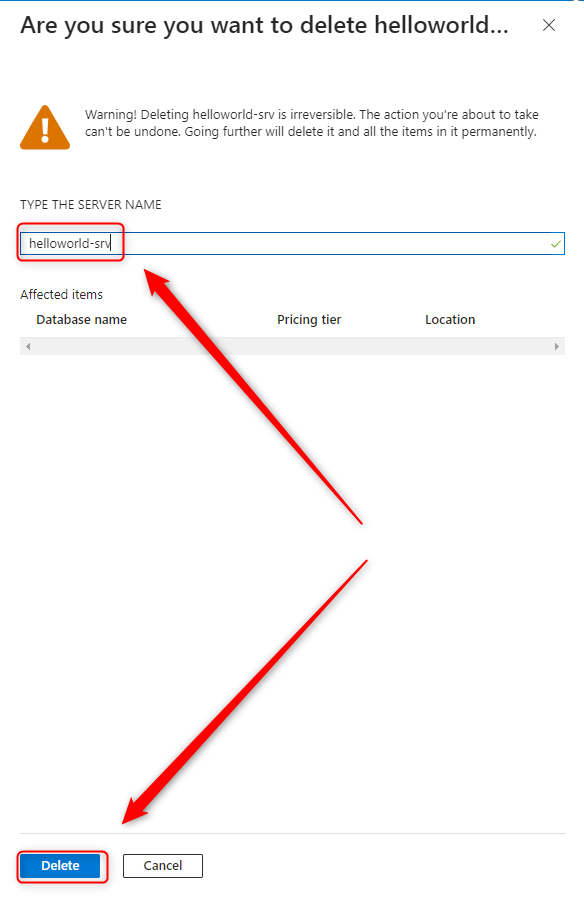 Are you sure you want to delete helloworld...
Warning! Deleting helloworld-srv is irreversible. The action you're about to take
can't be undone. Going further will delete it and all the items in it permanently.
TYPE THE SERVER NAME
helloworld-srv
Affected items
Database name Pricing tier Location
Delete Cancel